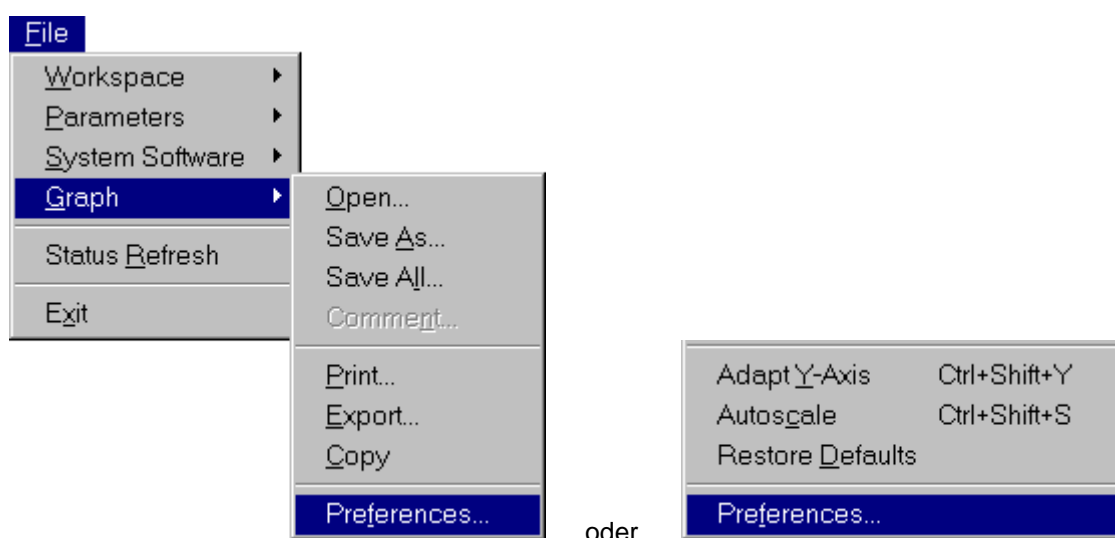 File
Workspace
Parameters
System Software
Graph
Status Refresh
Exit
Open...
Save As...
Save All...
Comment...
Print...
Export...
Copy
Preferences...
oder
Adapt Y-Axis Ctrl+Shift+Y
Autoscale Ctrl+Shift+S
Restore Defaults
Preferences...